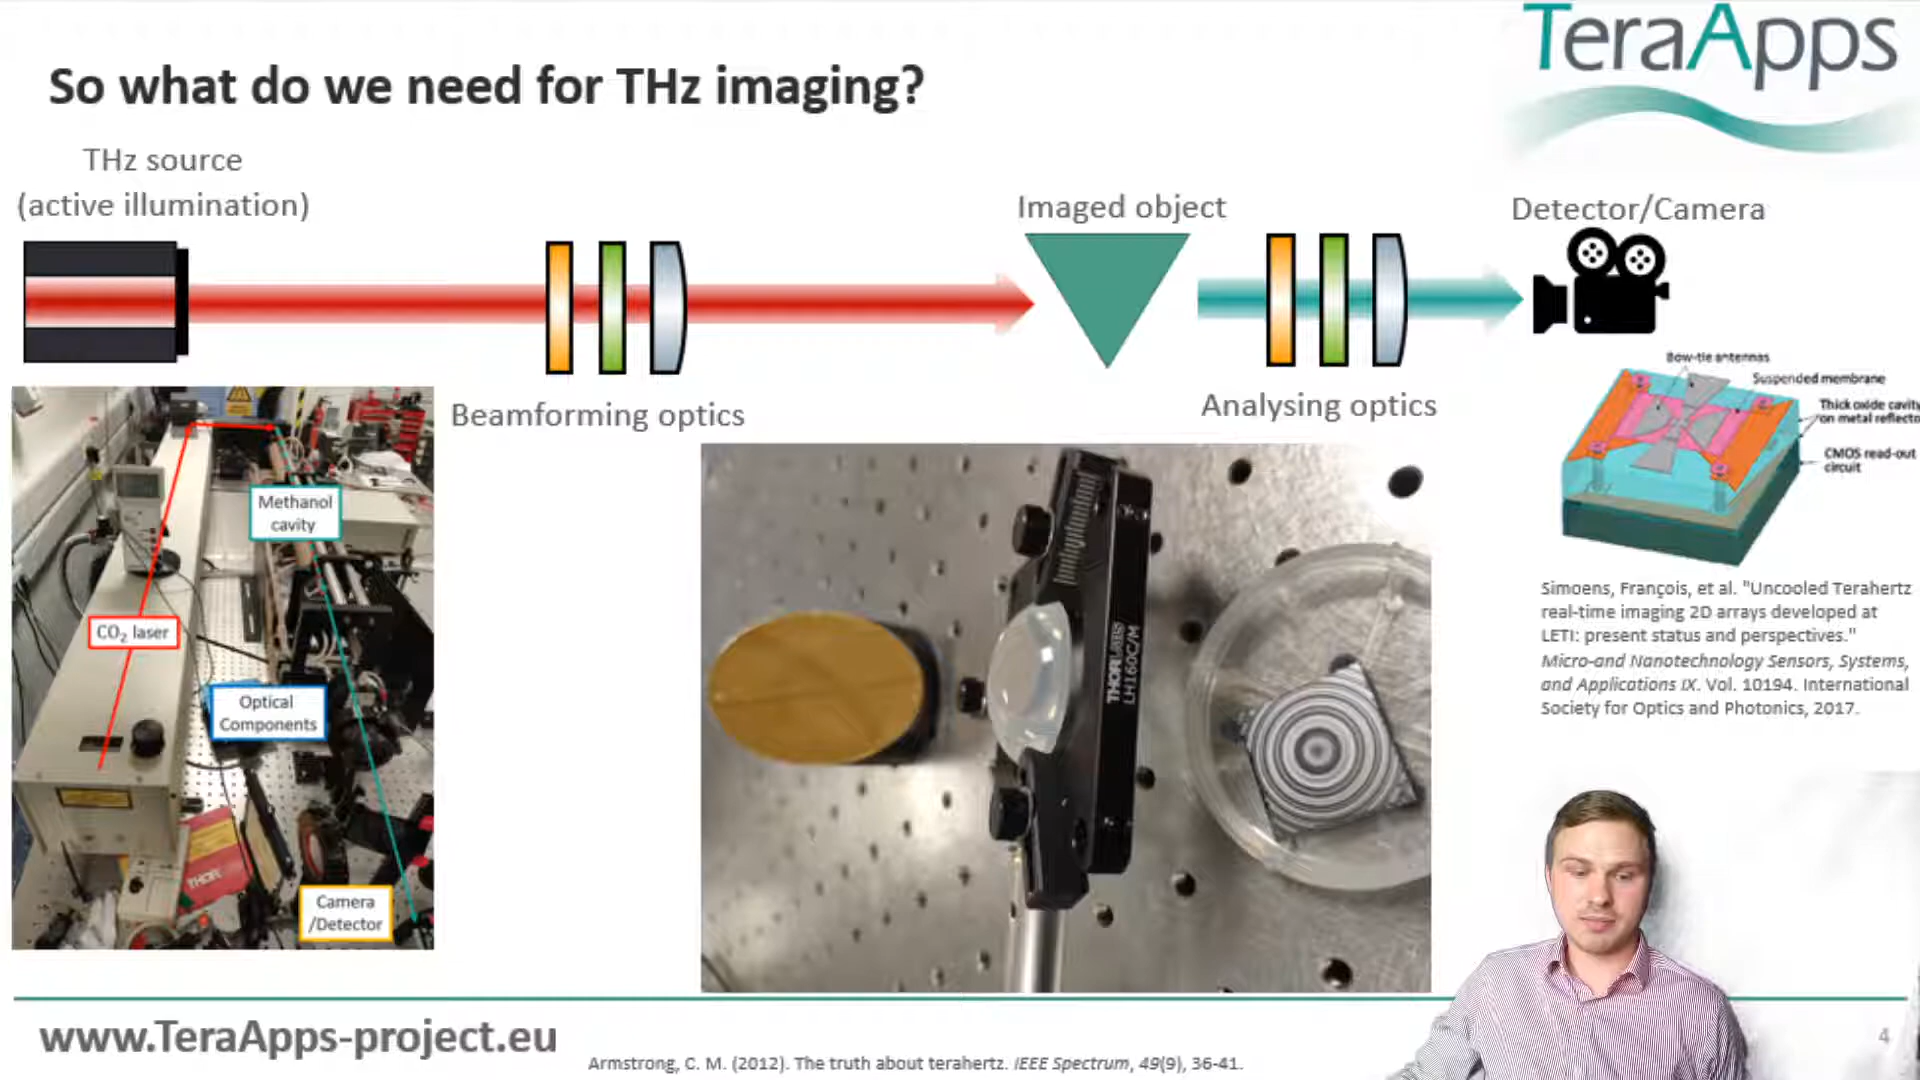 TeraApps
So what do we need for THz imaging?
THz source
(active illumination)
Imaged object
Detector/Camera
Beamforming optics
Analysing optics
Bow-tie antennas
Suspended membrane
Thick oxide cavity
on metal reflecto
CMOS read-out
circuit
Methanol
cavity
CO₂ laser
Optical
Components
Camera
/Detector
THOR
THORLABS
LH160C/M
Simoens, François, et al. "Uncooled Terahertz
real-time imaging 2D arrays developed at
LETI: present status and perspectives."
Micro-and Nanotechnology Sensors, Systems,
and Applications IX. Vol. 10194. International
Society for Optics and Photonics, 2017.
www.TeraApps-project.eu
Armstrong, C. M. (2012). The truth about terahertz. IEEE Spectrum, 49(9), 36-41.
4